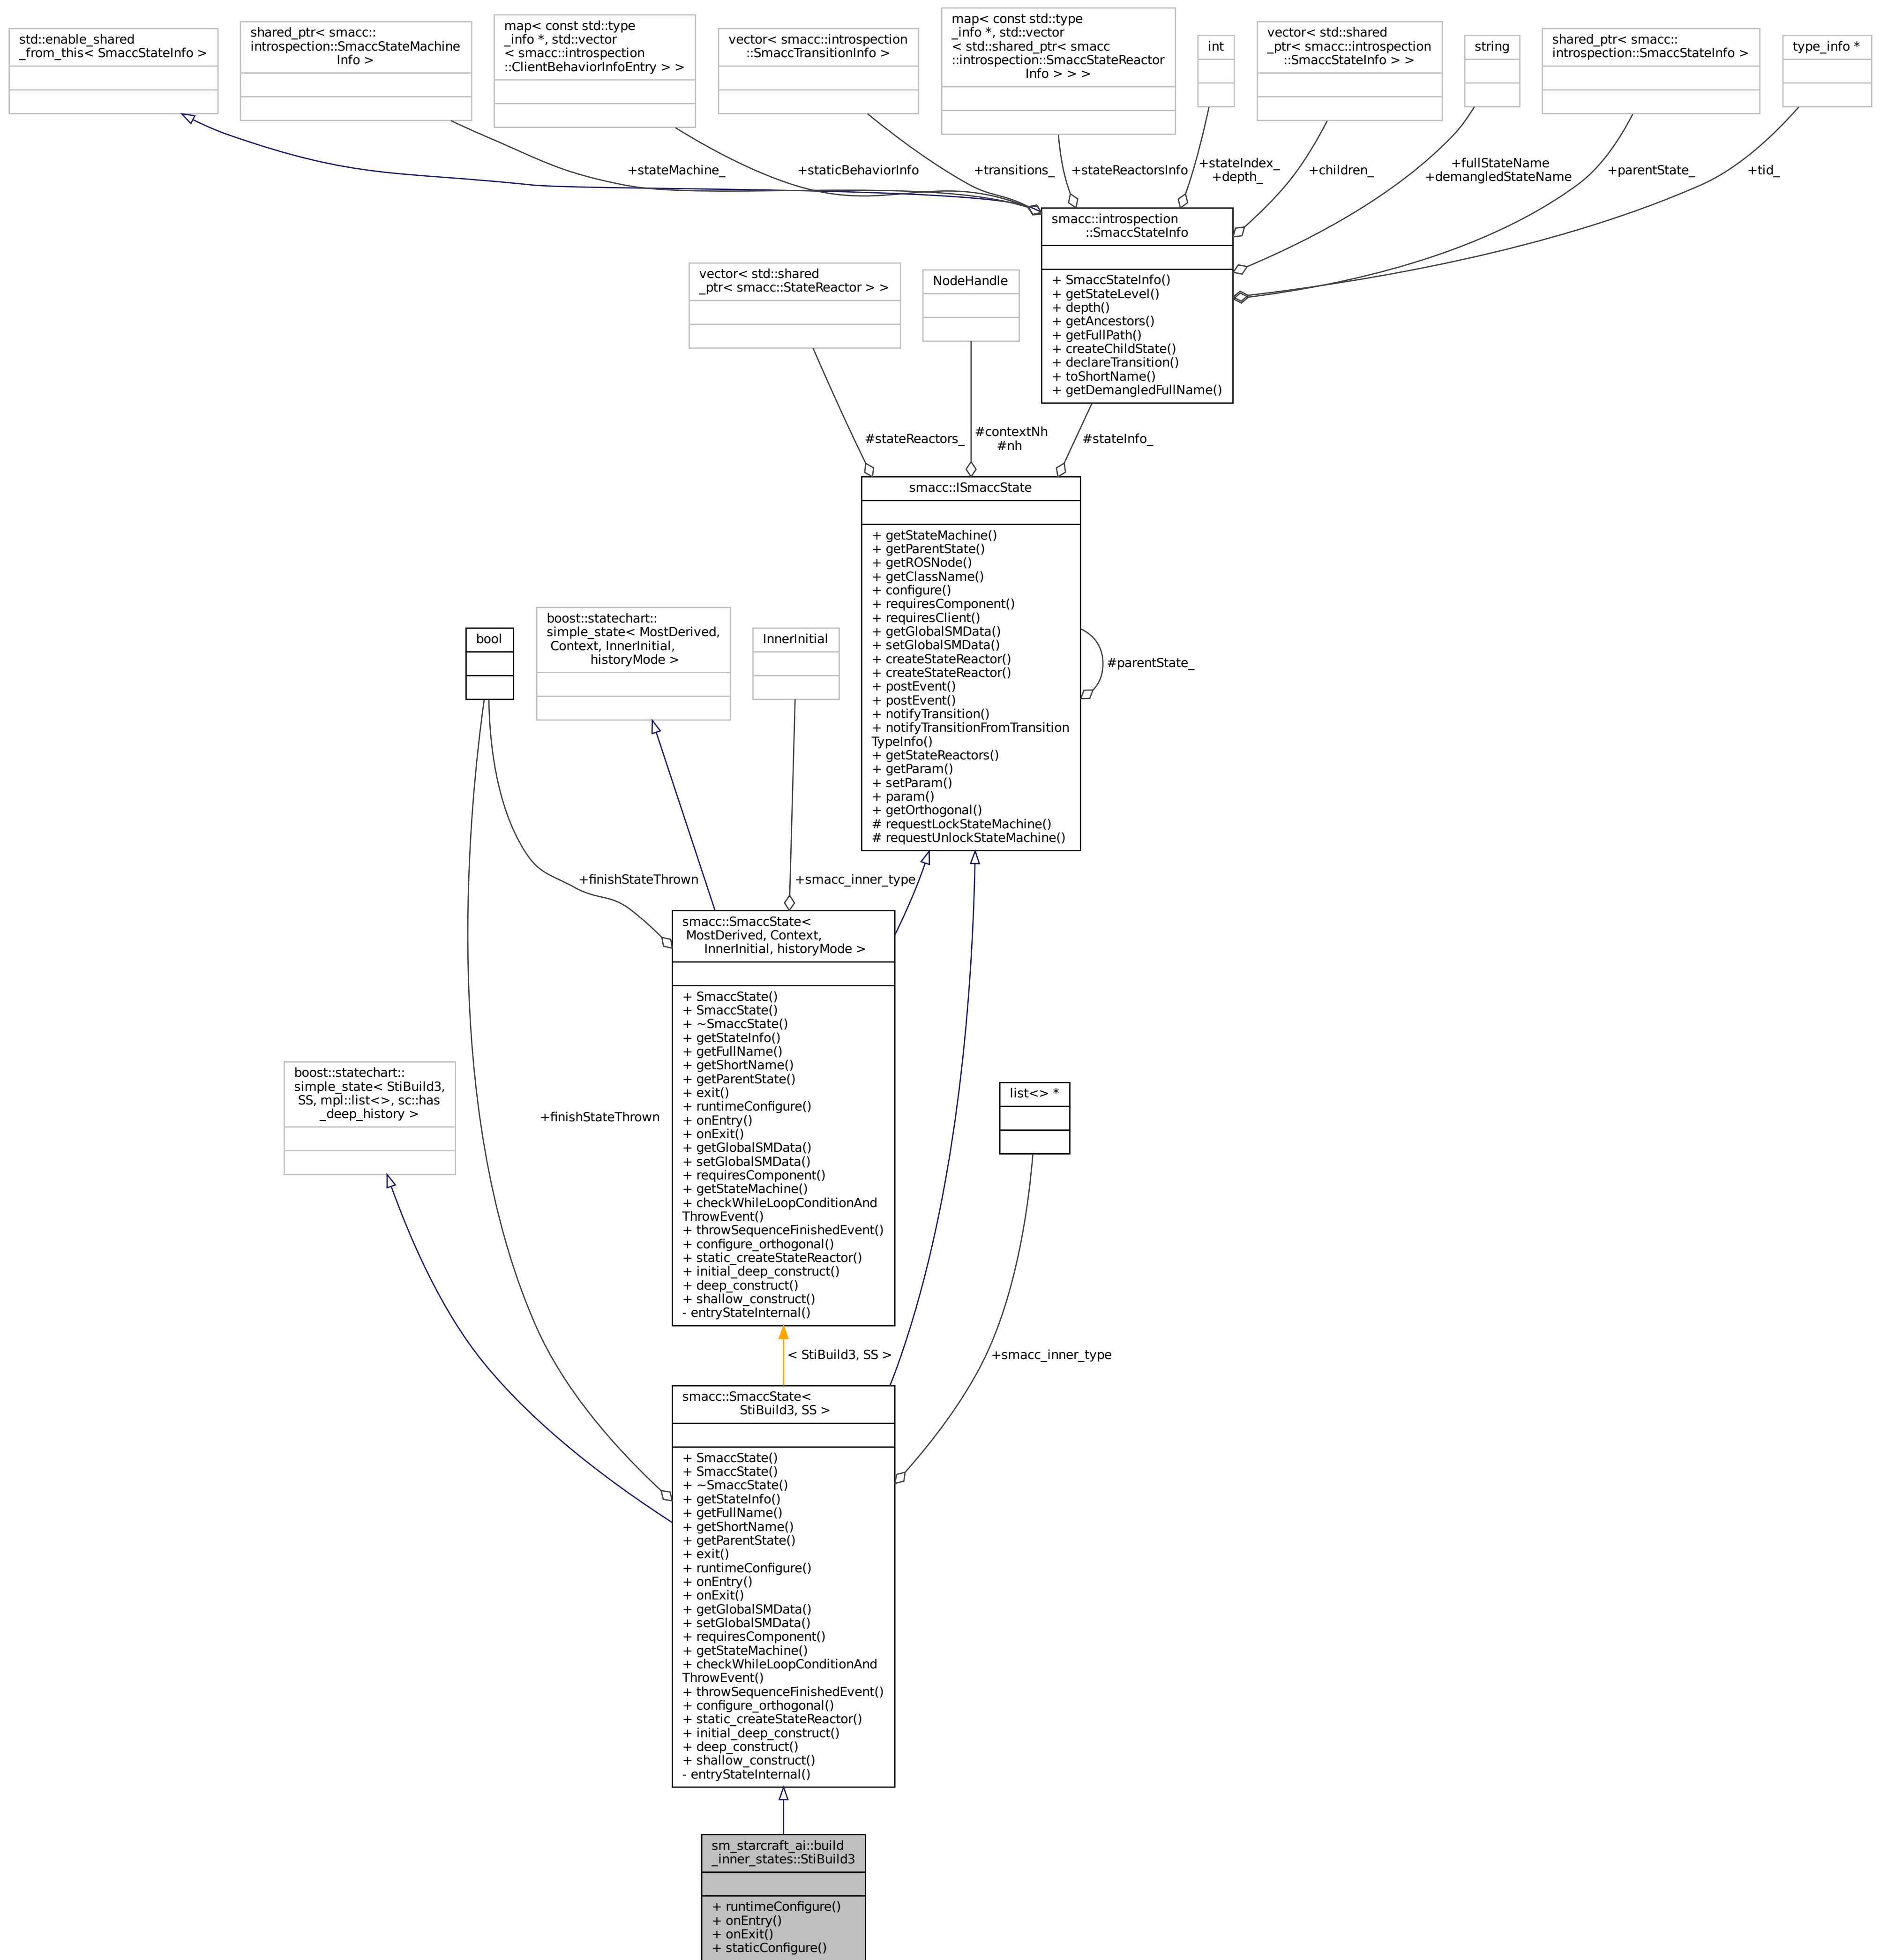 std::enable_shared
_from_this< SmaccStateInfo >
shared_ptr< smacc::
introspection::SmaccStateMachine
Info >
map< const std::type
_info *, std::vector
< smacc::introspection
::ClientBehaviorInfoEntry > >
vector< smacc::introspection
::SmaccTransitionInfo >
map< const std::type
_info *, std::vector
< std::shared_ptr< smacc
::introspection::SmaccStateReactor
Info > > >
int
vector< std::shared
_ptr< smacc::introspection
::SmaccStateInfo > >
string
shared_ptr< smacc::
introspection::SmaccStateInfo >
type_info *
+stateMachine_
+staticBehaviorInfo
+transitions_
+stateReactorsInfo
+stateIndex_
+depth_
+children_
+fullStateName
+demangledStateName
+parentState_
+tid_
smacc::introspection
::SmaccStateInfo
+ SmaccStateInfo()
+ getStateLevel()
+ depth()
+ getAncestors()
+ getFullPath()
+ createChildState()
+ declareTransition()
+ toShortName()
+ getDemangledFullName()
vector< std::shared
_ptr< smacc::StateReactor > >
NodeHandle
#stateReactors_
#contextNh
#nh
#stateInfo_
smacc::ISmaccState
+ getStateMachine()
+ getParentState()
+ getROSNode()
+ getClassName()
+ configure()
+ requiresComponent()
+ requiresClient()
+ getGlobalSMData()
+ setGlobalSMData()
+ createStateReactor()
+ createStateReactor()
+ postEvent()
+ postEvent()
+ notifyTransition()
+ notifyTransitionFromTransition
TypeInfo()
+ getStateReactors()
+ getParam()
+ setParam()
+ param()
+ getOrthogonal()
# requestLockStateMachine()
# requestUnlockStateMachine()
#parentState_
bool
boost::statechart::
simple_state< MostDerived,
Context, InnerInitial,
historyMode >
InnerInitial
+finishStateThrown
+smacc_inner_type
smacc::SmaccState<
MostDerived, Context,
InnerInitial, historyMode >
+ SmaccState()
+ SmaccState()
+ ~SmaccState()
+ getStateInfo()
+ getFullName()
+ getShortName()
+ getParentState()
+ exit()
+ runtimeConfigure()
+ onEntry()
+ onExit()
+ getGlobalSMData()
+ setGlobalSMData()
+ requiresComponent()
+ getStateMachine()
+ checkWhileLoopConditionAnd
ThrowEvent()
+ throwSequenceFinishedEvent()
+ configure_orthogonal()
+ static_createStateReactor()
+ initial_deep_construct()
+ deep_construct()
+ shallow_construct()
- entryStateInternal()
boost::statechart::
simple_state< StiBuild3,
SS, mpl::list<>, sc::has
_deep_history >
+finishStateThrown
list<> *
< StiBuild3, SS >
+smacc_inner_type
smacc::SmaccState<
StiBuild3, SS >
+ SmaccState()
+ SmaccState()
+ ~SmaccState()
+ getStateInfo()
+ getFullName()
+ getShortName()
+ getParentState()
+ exit()
+ runtimeConfigure()
+ onEntry()
+ onExit()
+ getGlobalSMData()
+ setGlobalSMData()
+ requiresComponent()
+ getStateMachine()
+ checkWhileLoopConditionAnd
ThrowEvent()
+ throwSequenceFinishedEvent()
+ configure_orthogonal()
+ static_createStateReactor()
+ initial_deep_construct()
+ deep_construct()
+ shallow_construct()
- entryStateInternal()
sm_starcraft_ai::build
_inner_states::StiBuild3
+ runtimeConfigure()
+ onEntry()
+ onExit()
+ staticConfigure()